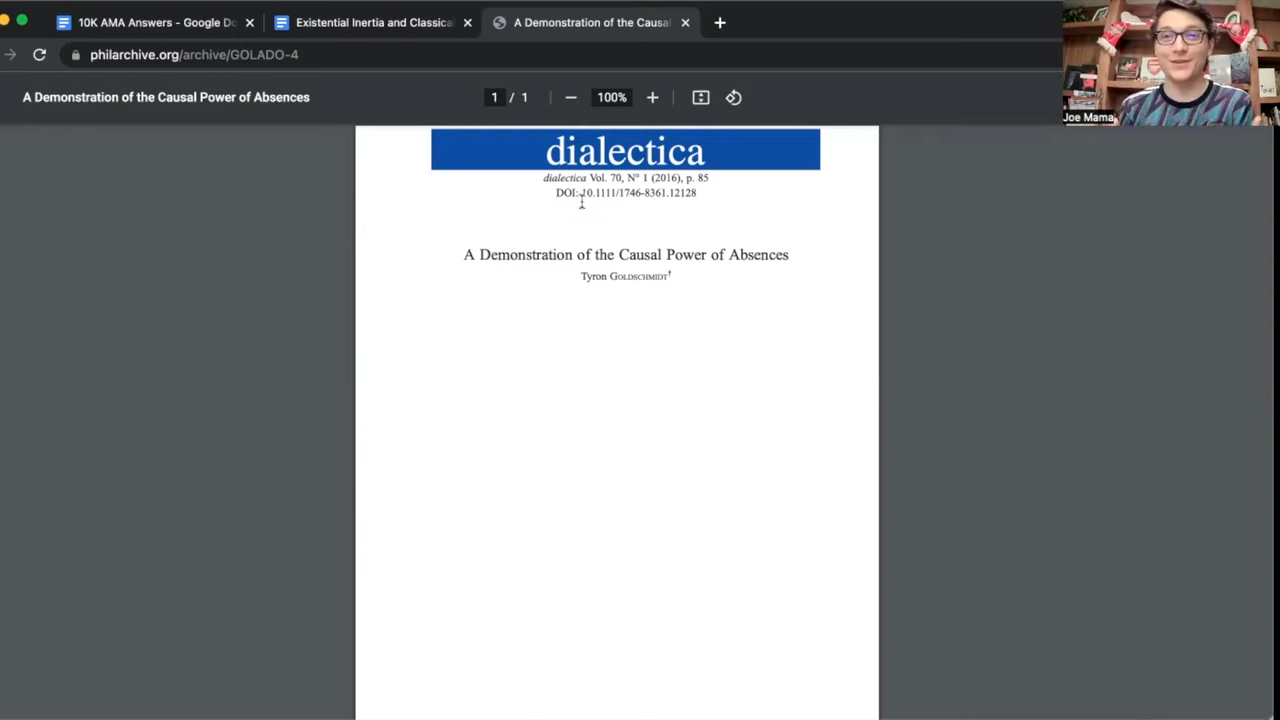 10K AMA Answers - Google Do
Existential Inertia and Classical
A Demonstration of the Causal
philarchive.org/archive/GOLADO-4
A Demonstration of the Causal Power of Absences
1 / 1
100%
Joe Mama
dialectica
dialectica Vol. 70, N° 1 (2016), p. 85
DOI: 10.1111/1746-8361.12128
A Demonstration of the Causal Power of Absences
Tyron GOLDSCHMIDT†